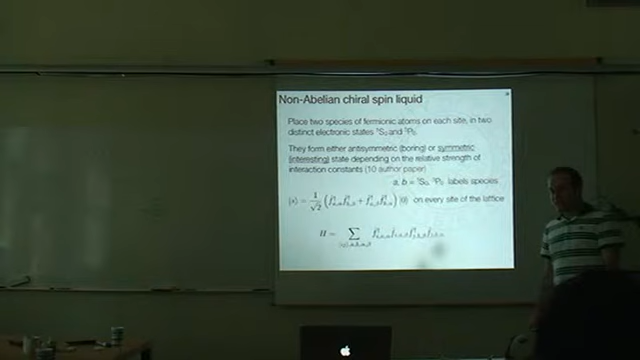 Non-Abelian chiral spin liquid
Place two species of fermionic atoms on each site, in two
distinct electronic states ¹S₀ and ³P₀.
They form either antisymmetric (boring) or symmetric
(interesting) state depending on the relative strength of
interaction constants (10 author paper)
a, b = ¹S₀, ³P₀ labels species
on every site of the lattice
H = ∑